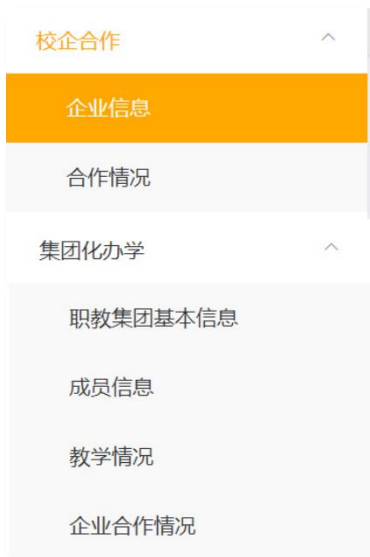 校企合作
企业信息
合作情况
集团化办学
职教集团基本信息
成员信息
教学情况
企业合作情况